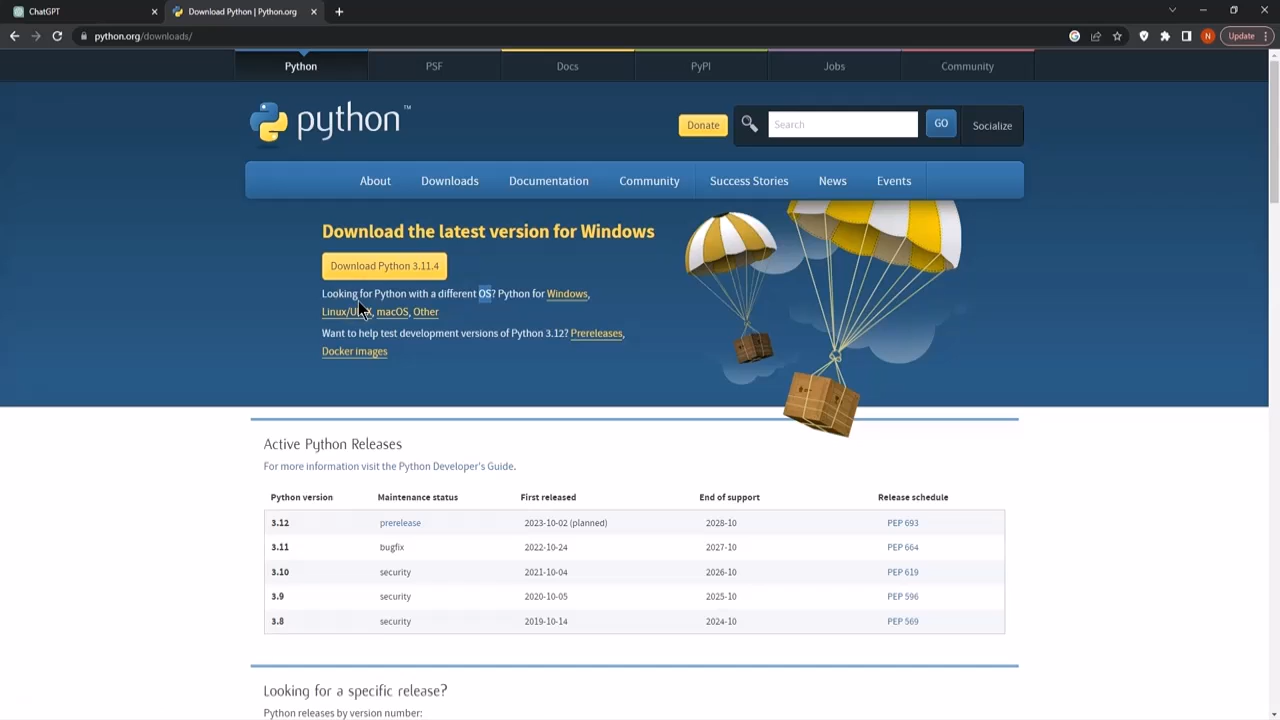 ChatGPT
Download Python | Python.org
python.org/downloads/
N
Update
Python
PSF
Docs
PyPI
Jobs
Community
python™
Donate
Search
GO
Socialize
About
Downloads
Documentation
Community
Success Stories
News
Events
Download the latest version for Windows
Download Python 3.11.4
Looking for Python with a different OS? Python for Windows,
Linux/UNIX, macOS, Other
Want to help test development versions of Python 3.12? Prereleases,
Docker images
Active Python Releases
For more information visit the Python Developer's Guide.
Python version Maintenance status First released End of support Release schedule
3.12 prerelease 2023-10-02 (planned) 2028-10 PEP 693
3.11 bugfix 2022-10-24 2027-10 PEP 664
3.10 security 2021-10-04 2026-10 PEP 619
3.9 security 2020-10-05 2025-10 PEP 596
3.8 security 2019-10-14 2024-10 PEP 569
Looking for a specific release?
Python releases by version number: